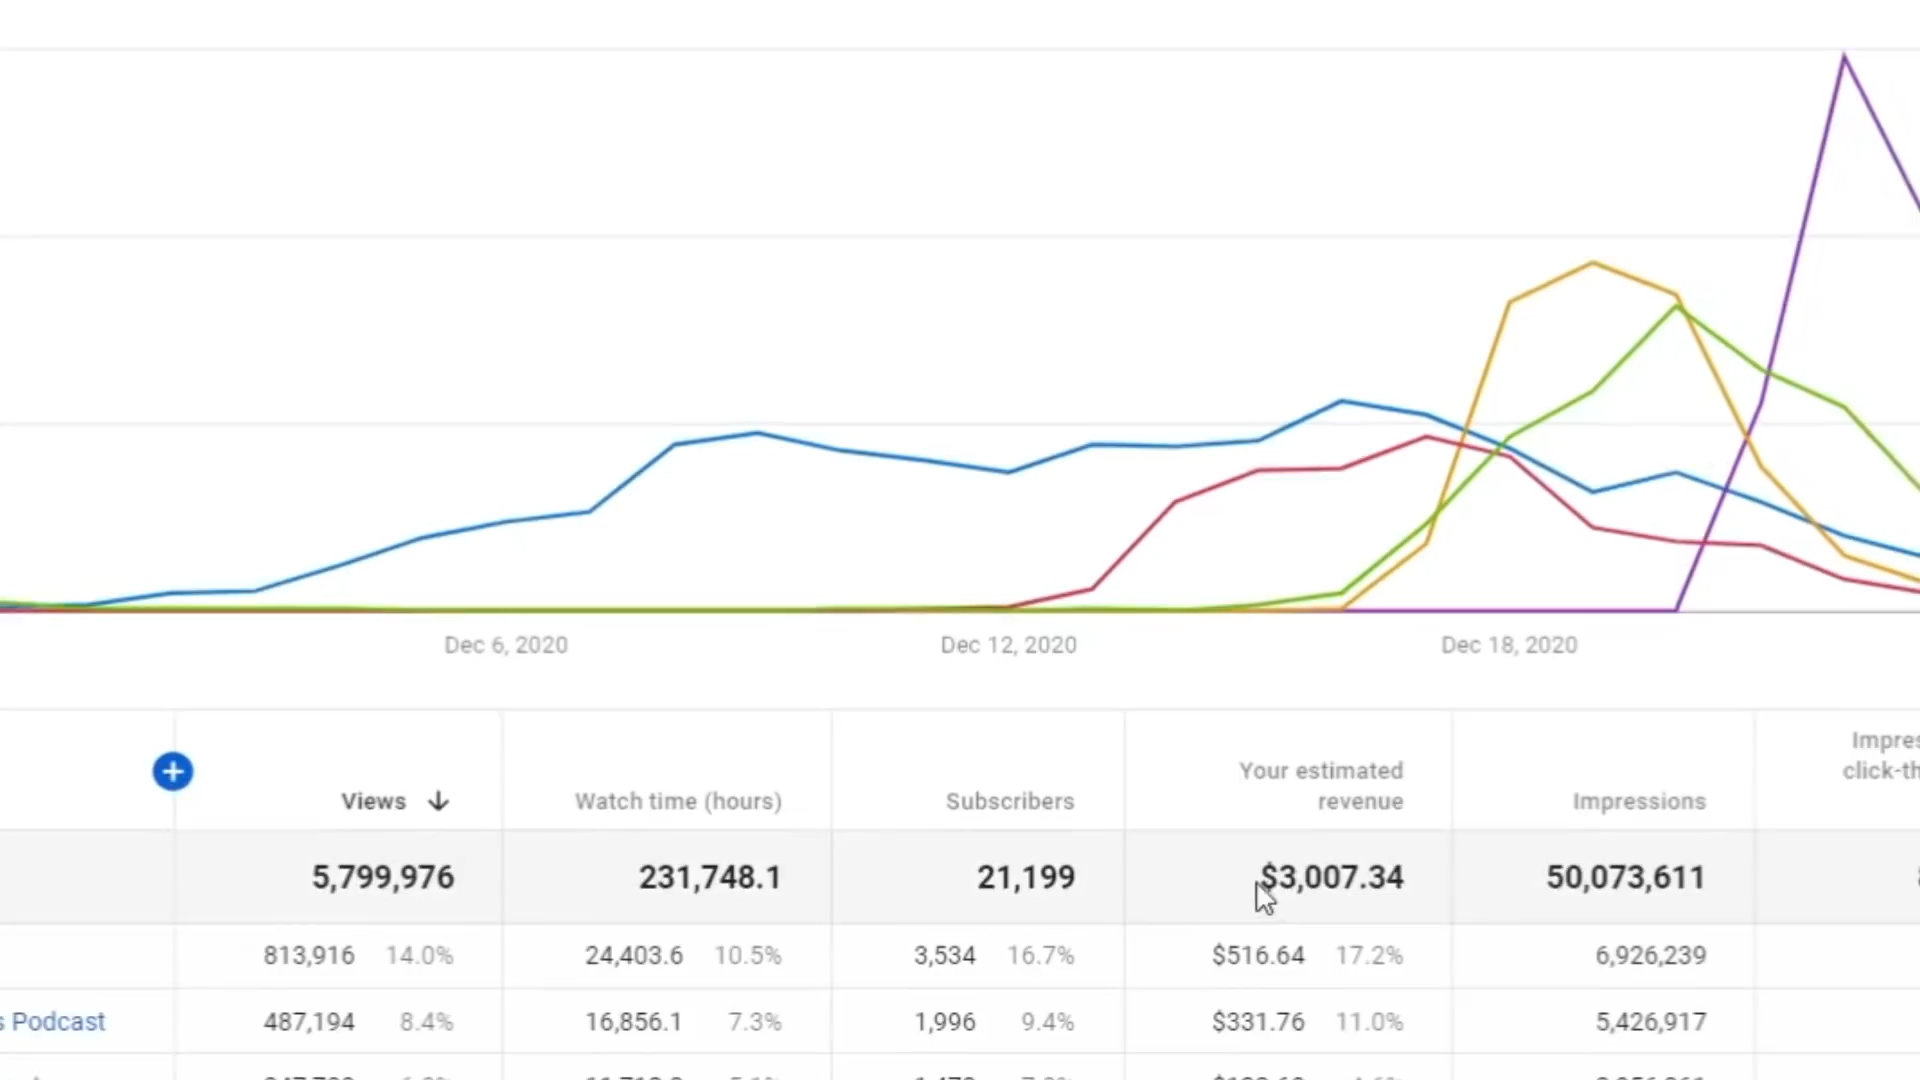 Dec 6, 2020 Dec 12, 2020 Dec 18, 2020
Impres
Your estimated click-th
Views Watch time (hours) Subscribers revenue Impressions
5,799,976 231,748.1 21,199 $3,007.34 50,073,611
813,916 14.0% 24,403.6 10.5% 3,534 16.7% $516.64 17.2% 6,926,239
s Podcast 487,194 8.4% 16,856.1 7.3% 1,996 9.4% $331.76 11.0% 5,426,917